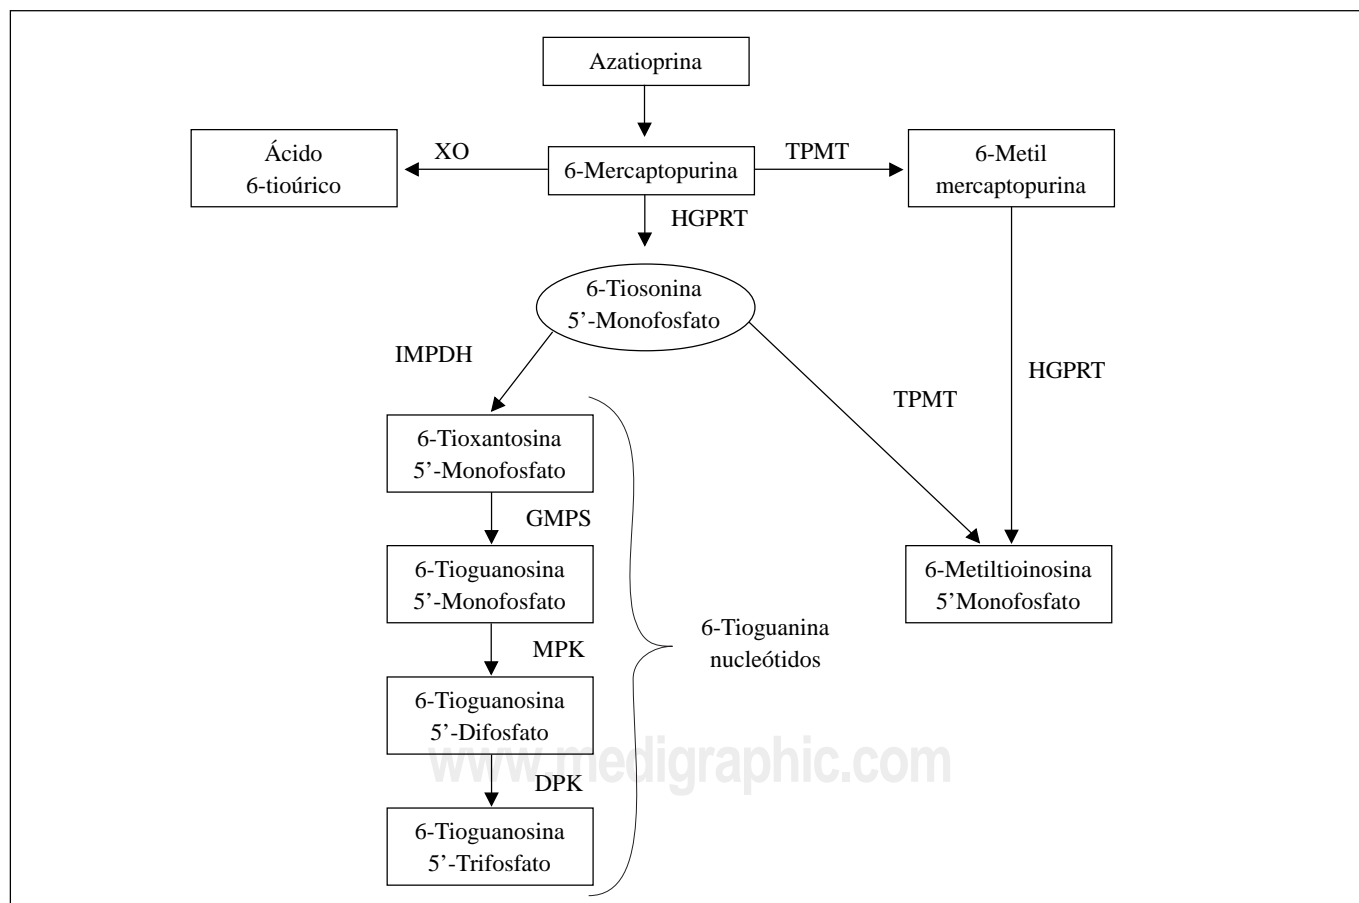 Azatioprina
Ácido
6-tioúrico
XO
6-Mercaptopurina
TPMT
6-Metil
mercaptopurina
HGPRT
6-Tiosonina
5’-Monofosfato
IMPDH
TPMT
HGPRT
6-Tioxantosina
5’-Monofosfato
GMPS
6-Tioguanosina
5’-Monofosfato
6-Metiltioinosina
5’Monofosfato
MPK
6-Tioguanina
nucleótidos
6-Tioguanosina
5’-Difosfato
www.medigraphic.com
DPK
6-Tioguanosina
5’-Trifosfato